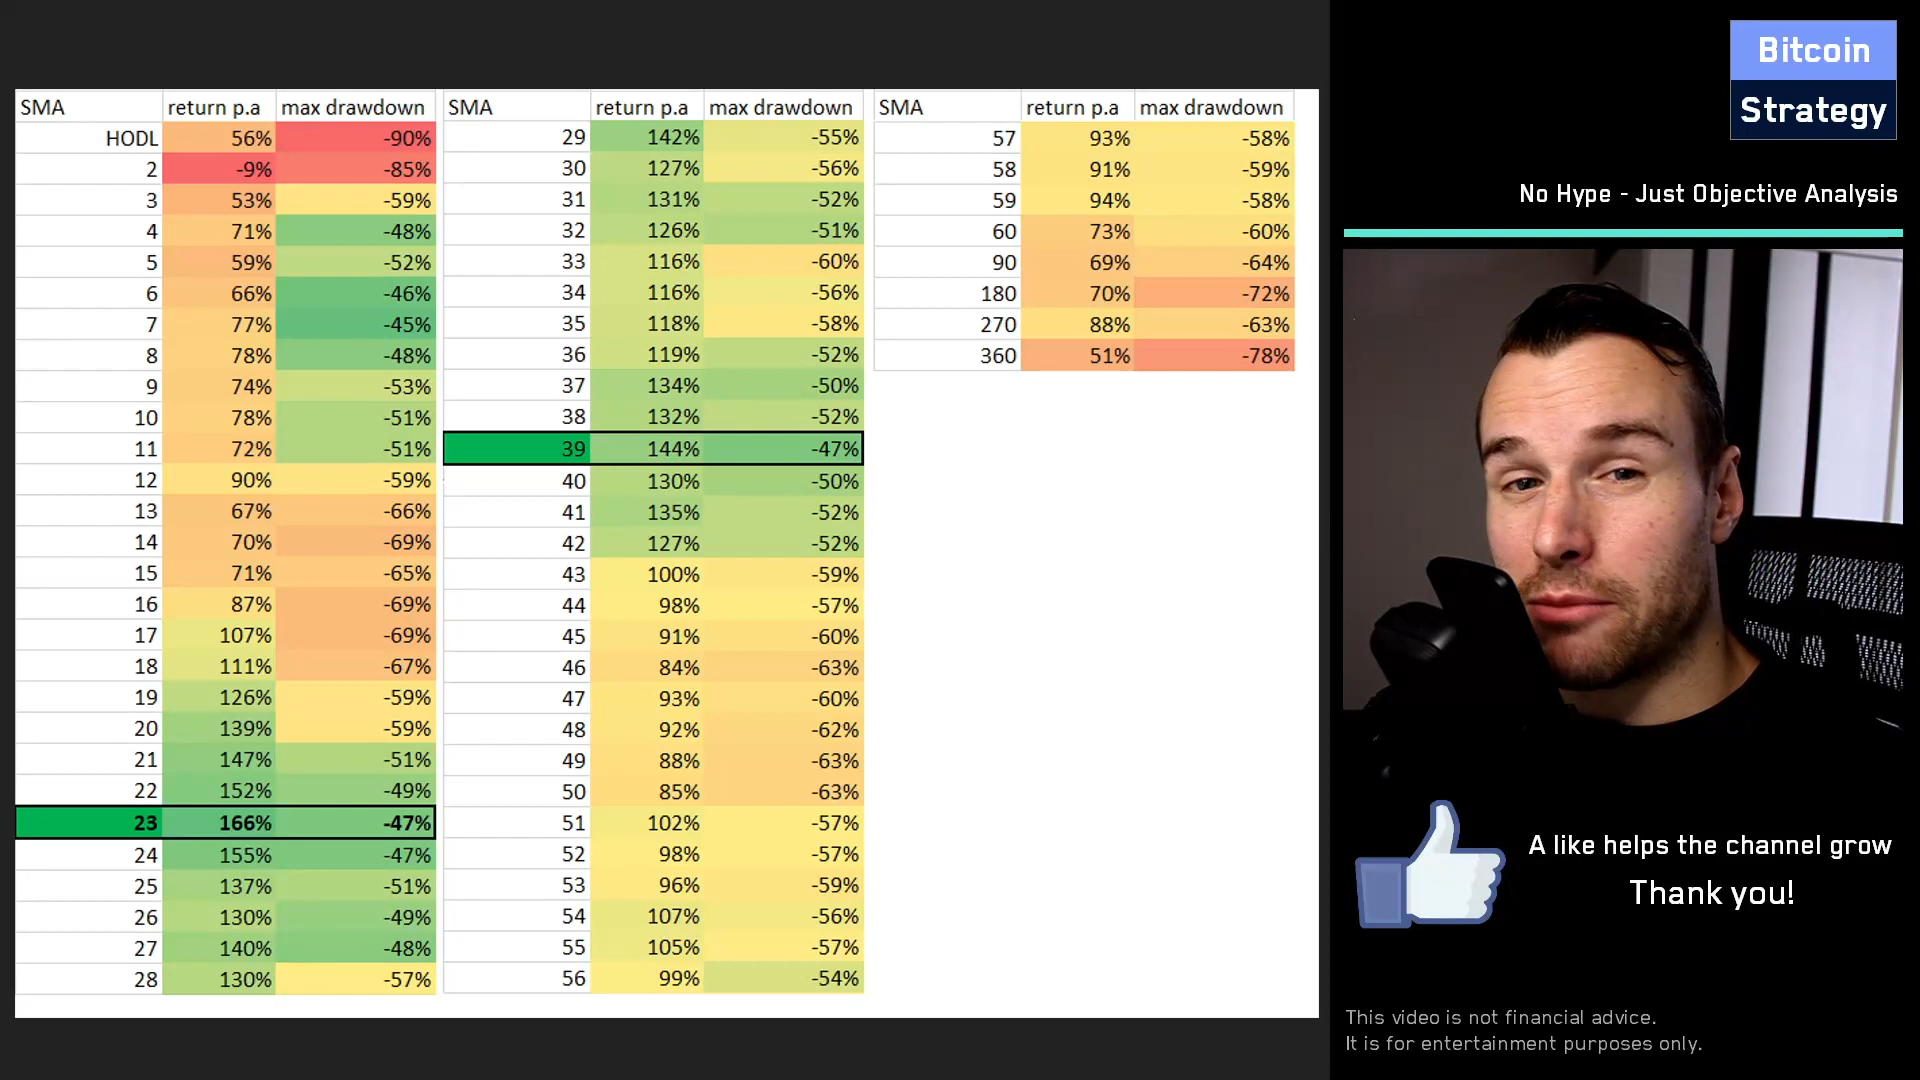 SMA return p.a max drawdown
HODL 56% -90%
2 -9% -85%
3 53% -59%
4 71% -48%
5 59% -52%
6 66% -46%
7 77% -45%
8 78% -48%
9 74% -53%
10 78% -51%
11 72% -51%
12 90% -59%
13 67% -66%
14 70% -69%
15 71% -65%
16 87% -69%
17 107% -69%
18 111% -67%
19 126% -59%
20 139% -59%
21 147% -51%
22 152% -49%
23 166% -47%
24 155% -47%
25 137% -51%
26 130% -49%
27 140% -48%
28 130% -57%
SMA return p.a max drawdown
29 142% -55%
30 127% -56%
31 131% -52%
32 126% -51%
33 116% -60%
34 116% -56%
35 118% -58%
36 119% -52%
37 134% -50%
38 132% -52%
39 144% -47%
40 130% -50%
41 135% -52%
42 127% -52%
43 100% -59%
44 98% -57%
45 91% -60%
46 84% -63%
47 93% -60%
48 92% -62%
49 88% -63%
50 85% -63%
51 102% -57%
52 98% -57%
53 96% -59%
54 107% -56%
55 105% -57%
56 99% -54%
SMA return p.a max drawdown
57 93% -58%
58 91% -59%
59 94% -58%
60 73% -60%
90 69% -64%
180 70% -72%
270 88% -63%
360 51% -78%
Bitcoin
Strategy
No Hype - Just Objective Analysis
A like helps the channel grow
Thank you!
This video is not financial advice.
It is for entertainment purposes only.